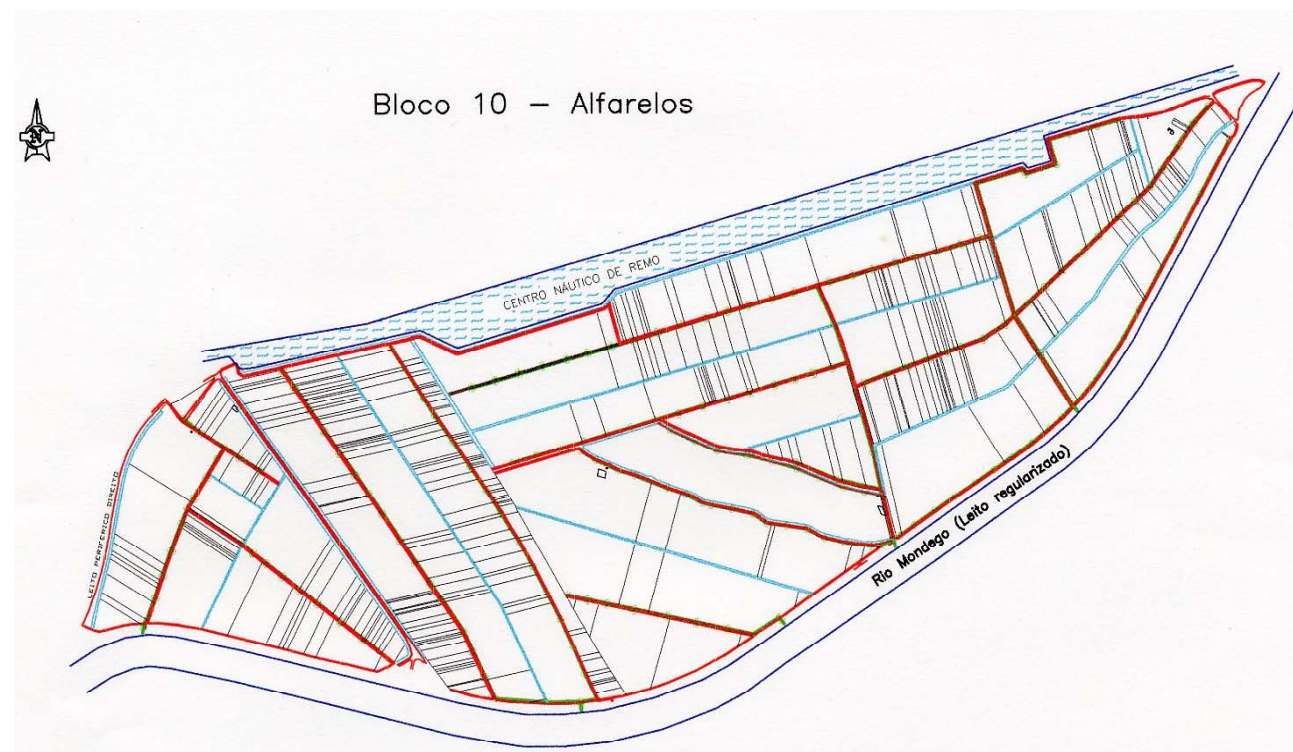 Bloco 10 - Alfarelos
N
CENTRO NÁUTICO DE REMO
LEITO PERIFÉRICO DIREITO
Rio Mondego (Leito regularizado)